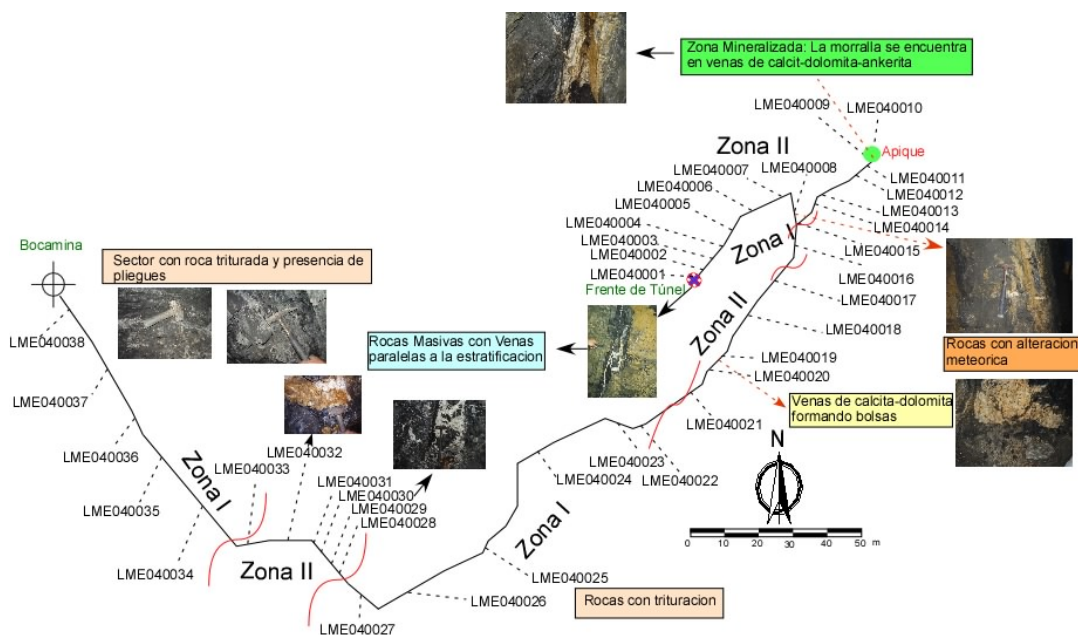 Zona Mineralizada: La morralla se encuentra
en venas de calcit-dolomita-ankerita
LME040009
LME040010
Zona II
Apique
LME040007
LME040008
LME040006
LME040005
LME040004
LME040003
LME040002
LME040001
Frente de Túnel
Zona I
LME040011
LME040012
LME040013
LME040014
LME040015
LME040016
LME040017
LME040018
LME040019
LME040020
LME040021
Zona II
Rocas con alteracion
meteorica
Venas de calcita-dolomita
formando bolsas
Bocamina
Sector con roca triturada y presencia de
pliegues
Rocas Masivas con Venas
paralelas a la estratificacion
LME040038
LME040037
LME040036
LME040035
LME040034
Zona I
LME040033
LME040032
LME040031
LME040030
LME040029
LME040028
Zona II
LME040027
LME040026
LME040025
Zona I
LME040024
LME040023
LME040022
Rocas con trituracion
N
0 10 20 26 30 40 50 m